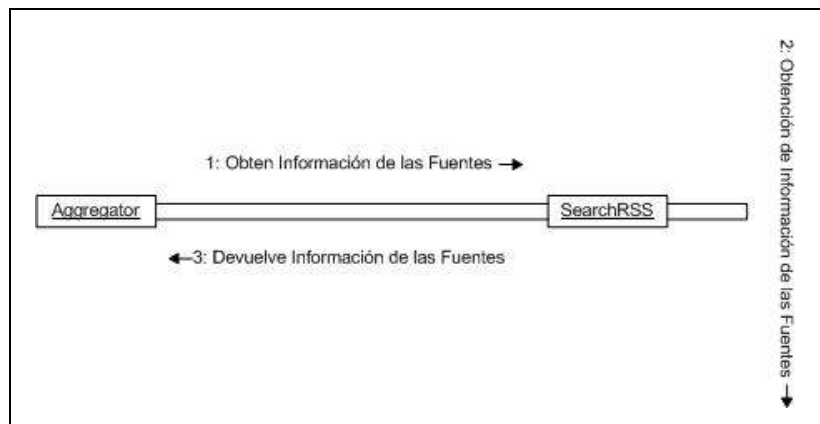 1: Obten Información de las Fuentes
Aggregator
SearchRSS
3: Devuelve Información de las Fuentes
2: Obtención de Información de las Fuentes